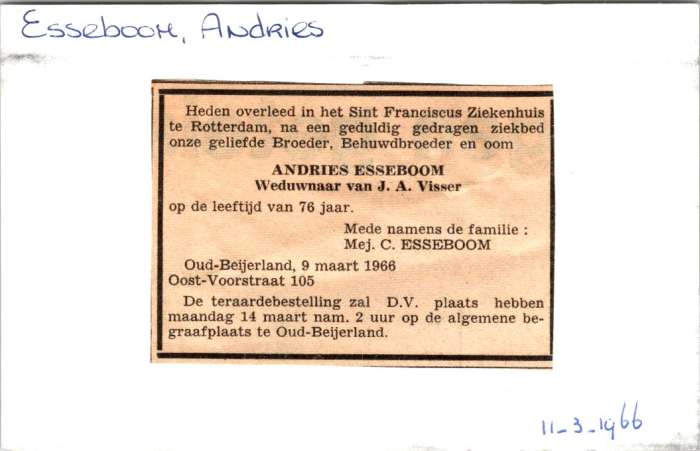 Esseboom, Andries
Heden overleed in het Sint Franciscus Ziekenhuis
te Rotterdam, na een geduldig gedragen ziekbed
onze geliefde Broeder, Behuwdbroeder en oom
ANDRIES ESSEBOOM
Weduwnaar van J. A. Visser
op de leeftijd van 76 jaar.
Mede namens de familie :
Mej. C. ESSEBOOM
Oud-Beijerland, 9 maart 1966
Oost-Voorstraat 105
De teraardebestelling zal D.V. plaats hebben
maandag 14 maart nam. 2 uur op de algemene be-
graafplaats te Oud-Beijerland.
11-3-1966